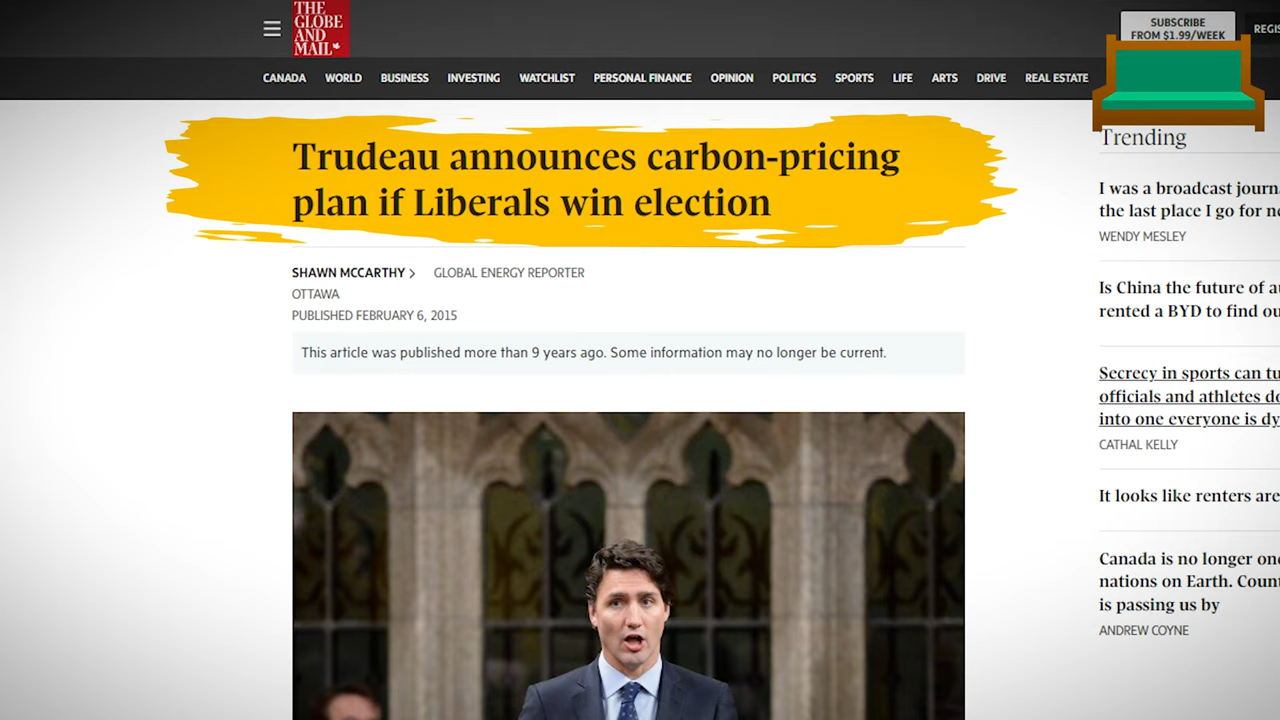 THE
GLOBE
AND
MAIL
SUBSCRIBE
FROM $1.99/WEEK
CANADA WORLD BUSINESS INVESTING WATCHLIST PERSONAL FINANCE OPINION POLITICS SPORTS LIFE ARTS DRIVE REAL ESTATE
Trudeau announces carbon-pricing
plan if Liberals win election
SHAWN MCCARTHY > GLOBAL ENERGY REPORTER
OTTAWA
PUBLISHED FEBRUARY 6, 2015
This article was published more than 9 years ago. Some information may no longer be current.
Trending
I was a broadcast
the last place I go for
WENDY MESLEY
Is China the future of
rented a BYD to find
Secrecy in sports can
officials and athletes
into one everyone is
CATHAL KELLY
It looks like renters are
Canada is no longer
nations on Earth.
is passing us by
ANDREW COYNE